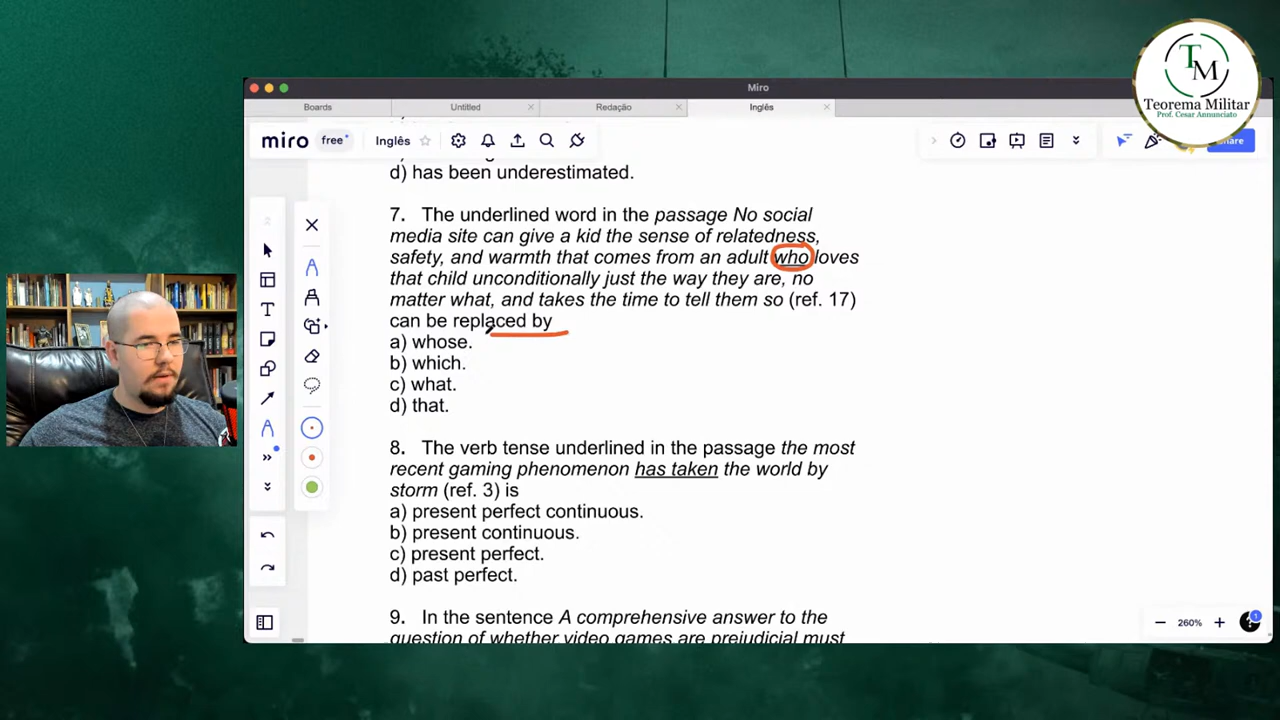 TM
Teorema Militar
Prof. Cesar Annunciato
Miro
Boards
Untitled
Redação
Inglês
miro free
Inglês
Share
d) has been underestimated.
7. The underlined word in the passage No social
media site can give a kid the sense of relatedness,
safety, and warmth that comes from an adult who loves
that child unconditionally just the way they are, no
matter what, and takes the time to tell them so (ref. 17)
can be replaced by
a) whose.
b) which.
c) what.
d) that.
8. The verb tense underlined in the passage the most
recent gaming phenomenon has taken the world by
storm (ref. 3) is
a) present perfect continuous.
b) present continuous.
c) present perfect.
d) past perfect.
9. In the sentence A comprehensive answer to the
question of whether video games are prejudicial must
260%
1